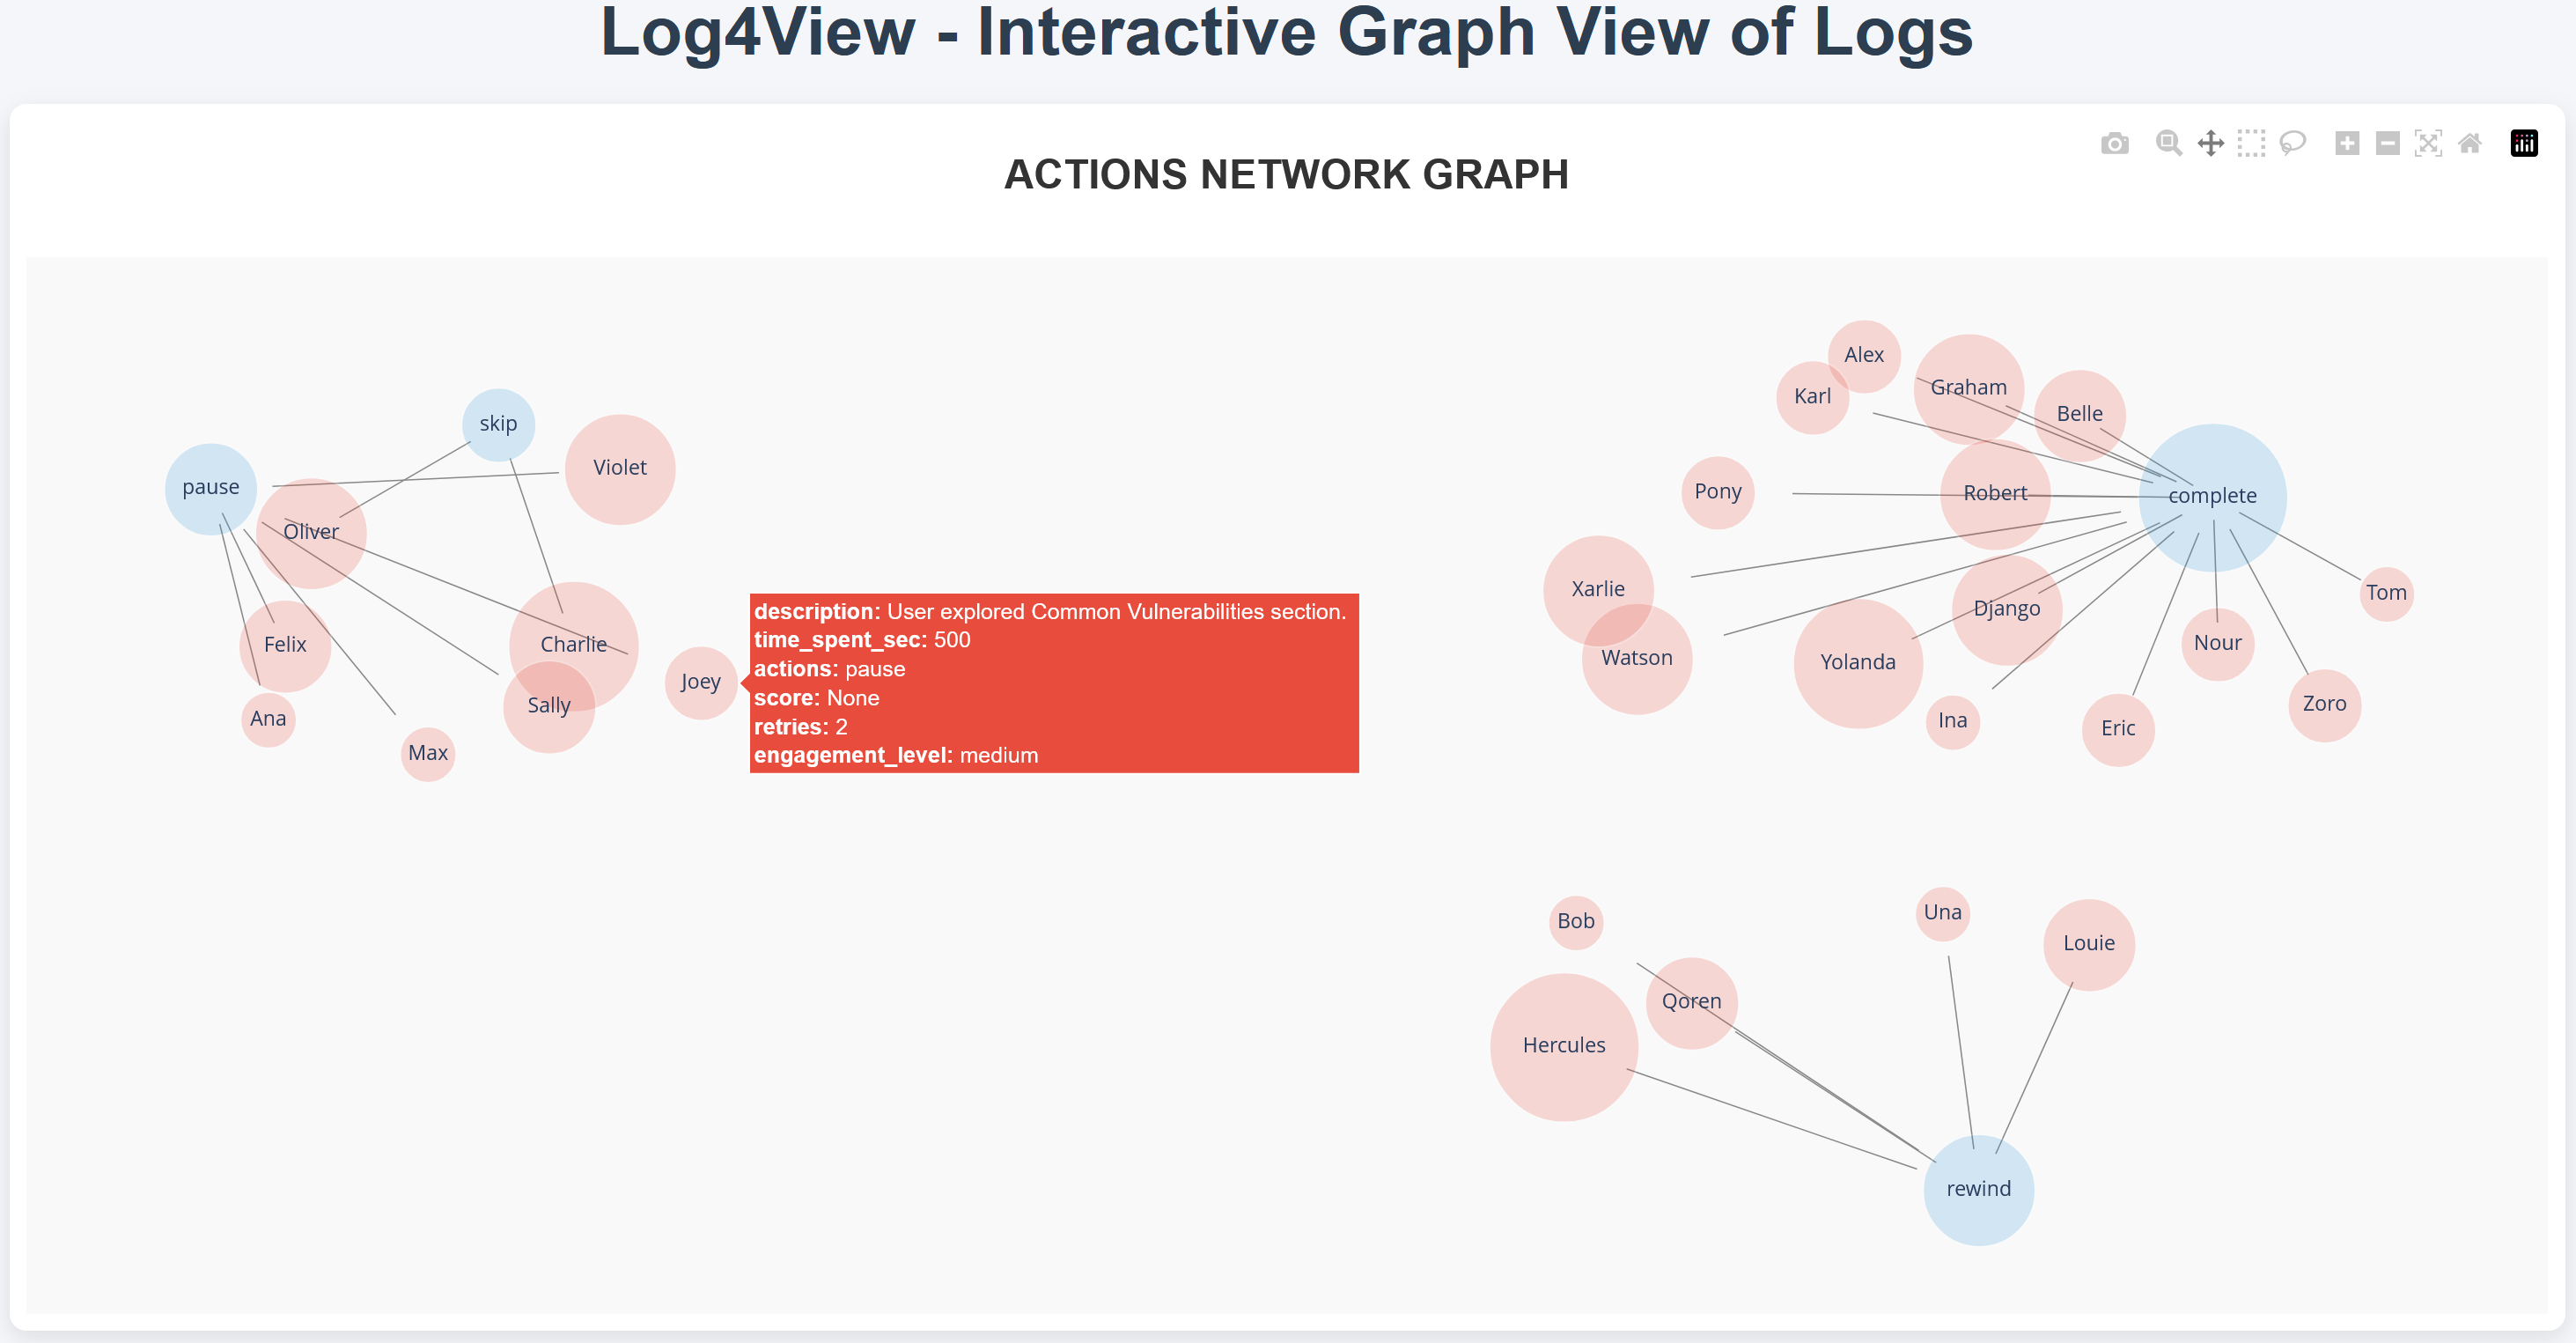 Log4View - Interactive Graph View of Logs
ACTIONS NETWORK GRAPH
skip
Violet
pause
Oliver
Felix
Charlie
Joey
Sally
Ana
Max
description: User explored Common Vulnerabilities section.
time_spent_sec: 500
actions: pause
score: None
retries: 2
engagement_level: medium
Alex
Graham
Karl
Belle
Pony
Robert
complete
Xarlie
Django
Tom
Watson
Yolanda
Nour
Ina
Eric
Zoro
Bob
Una
Louie
Qoren
Hercules
rewind